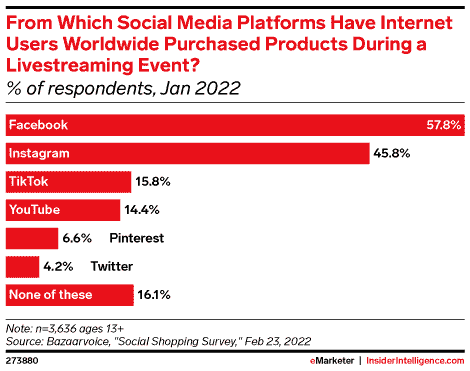 From Which Social Media Platforms Have Internet
Users Worldwide Purchased Products During a
Livestreaming Event?
% of respondents, Jan 2022
Facebook 57.8%
Instagram 45.8%
TikTok 15.8%
YouTube 14.4%
6.6% Pinterest
4.2% Twitter
None of these 16.1%
Note: n=3,636 ages 13+
Source: Bazaarvoice, "Social Shopping Survey," Feb 23, 2022
273880 eMarketer | InsiderIntelligence.com